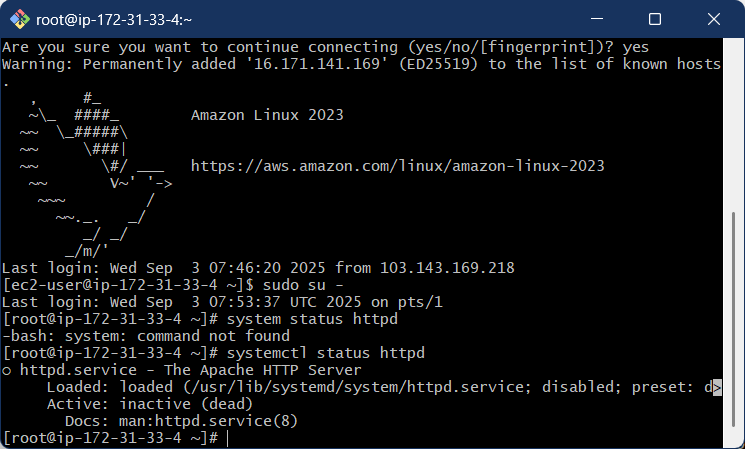 root@ip-172-31-33-4:~
Are you sure you want to continue connecting (yes/no/[fingerprint])? yes
Warning: Permanently added '16.171.141.169' (ED25519) to the list of known hosts
.
   ,     #_
   ~\_  ####_        Amazon Linux 2023
  ~~  \_#####\
  ~~     \###|
  ~~       \#/ ___   https://aws.amazon.com/linux/amazon-linux-2023
   ~~       V~' '->
    ~~~         /
      ~~._.   _/
         _/ _/
       _/m/'
Last login: Wed Sep  3 07:46:20 2025 from 103.143.169.218
[ec2-user@ip-172-31-33-4 ~]$ sudo su -
Last login: Wed Sep  3 07:53:37 UTC 2025 on pts/1
[root@ip-172-31-33-4 ~]# system status httpd
-bash: system: command not found
[root@ip-172-31-33-4 ~]# systemctl status httpd
○ httpd.service - The Apache HTTP Server
     Loaded: loaded (/usr/lib/systemd/system/httpd.service; disabled; preset: d>
     Active: inactive (dead)
       Docs: man:httpd.service(8)
[root@ip-172-31-33-4 ~]#